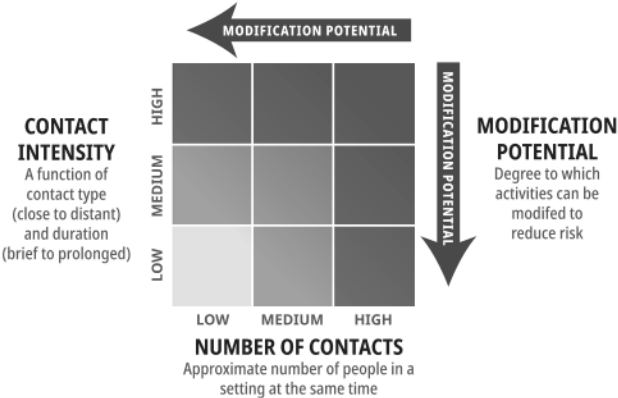 MODIFICATION POTENTIAL
CONTACT
INTENSITY
A function of
contact type
(close to distant)
and duration
(brief to prolonged)
HIGH
MEDIUM
LOW
MODIFICATION POTENTIAL
MODIFICATION
POTENTIAL
Degree to which
activities can be
modifed to
reduce risk
LOW MEDIUM HIGH
NUMBER OF CONTACTS
Approximate number of people in a
setting at the same time